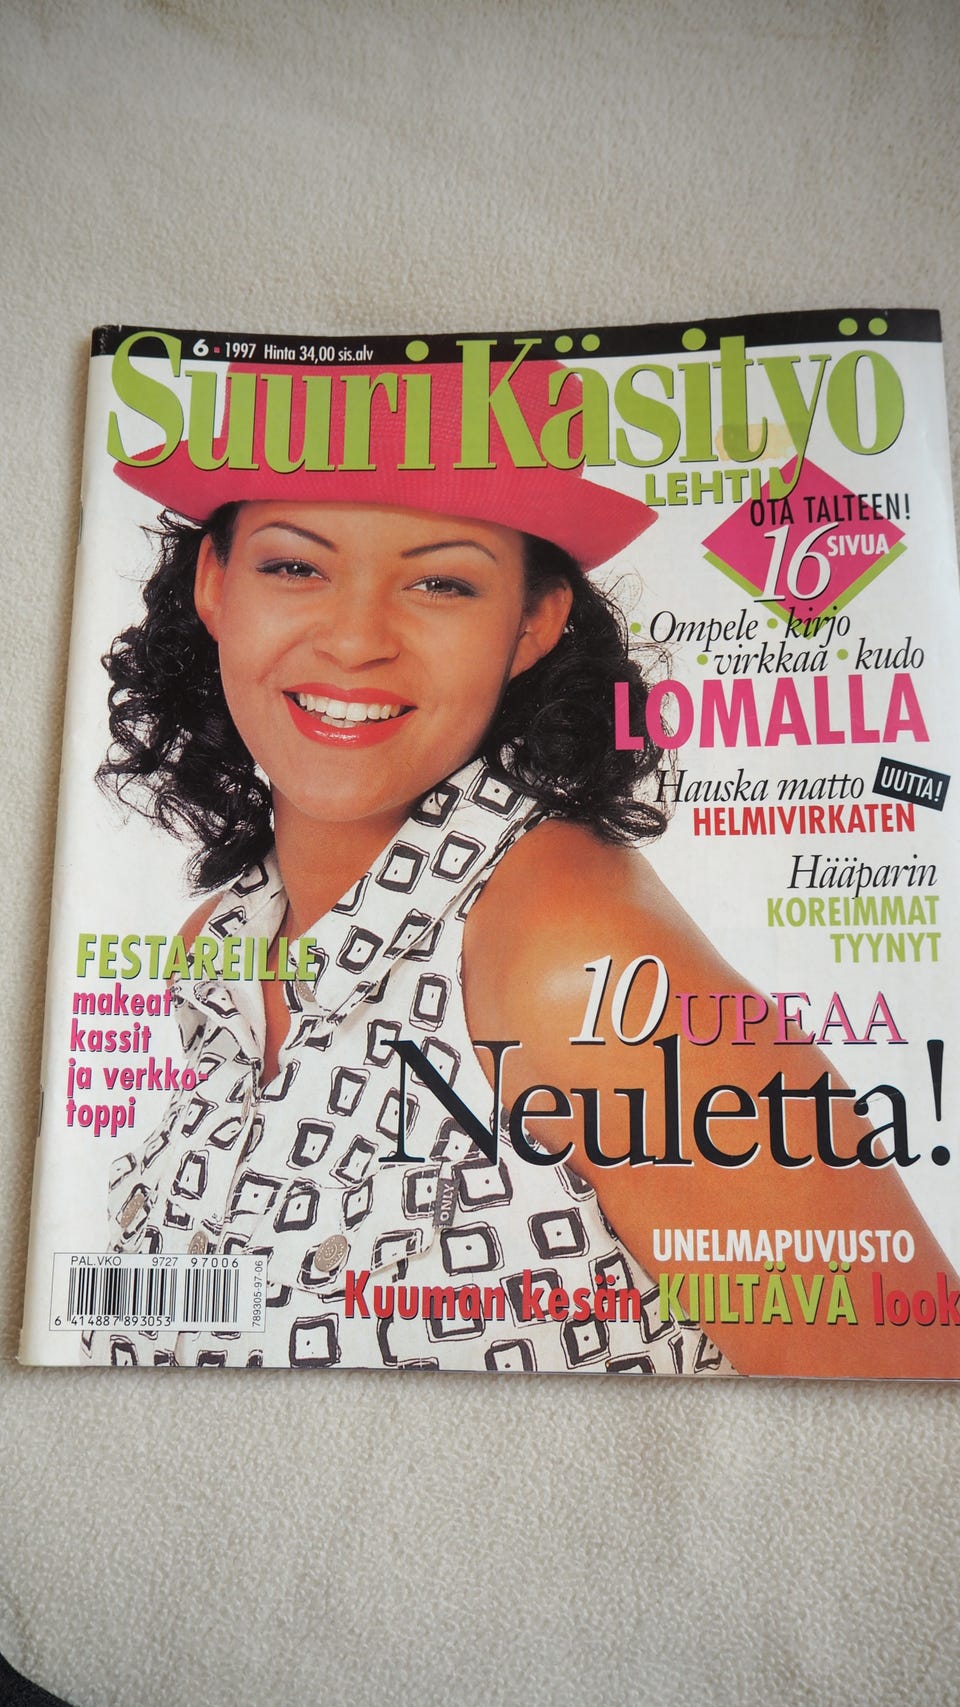 6 • 1997 Hinta 34,00 sis.alv
Suuri Käsityö
LEHTI
OTA TALTEEN!
16 SIVUA
• Ompele • kirjo
• virkkaa • kudo
LOMALLA
Hauska matto UUTTA!
HELMIVIRKATEN
Hääparin
KOREIMMAT
TYYNYT
FESTAREILLE
makeat
kassit
ja verkko-
toppi
10 UPEAA
Neuletta!
ONLY
UNELMAPUVUSTO
Kuuman kesän KIILTÄVÄ look
PAL.VKO 9727 97006
6 414887 893053
789305-97-06